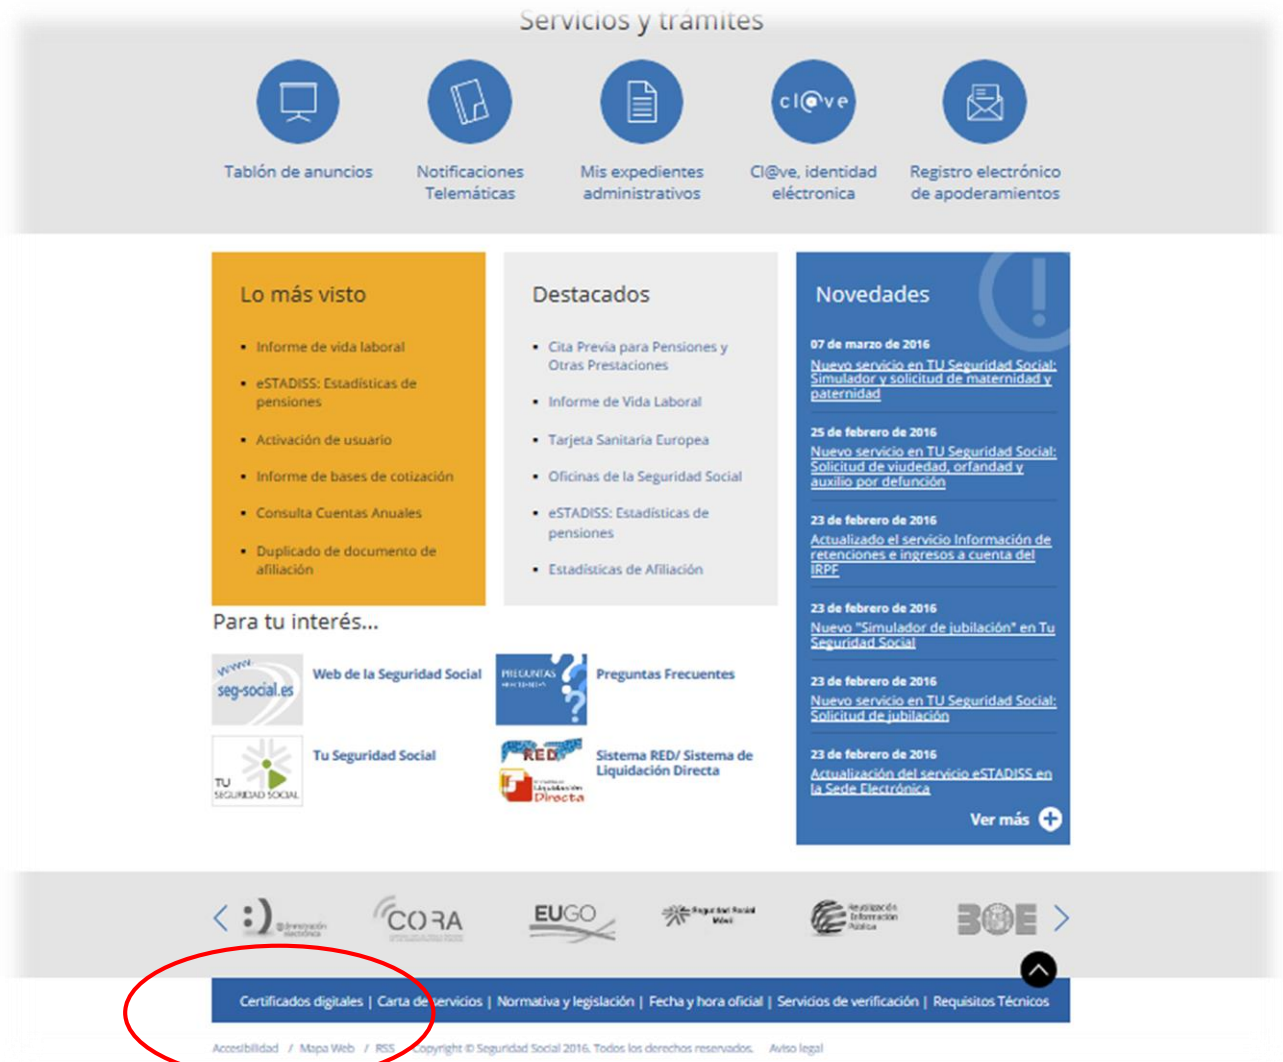 Servicios y trámites
cl@ve
Tablón de anuncios
Notificaciones
Telemáticas
Mis expedientes
administrativos
Cl@ve, identidad
eléctronica
Registro electrónico
de apoderamientos
Lo más visto
Informe de vida laboral
eSTADISS: Estadísticas de
pensiones
Activación de usuario
Informe de bases de cotización
Consulta Cuentas Anuales
Duplicado de documento de
afiliación
Destacados
Cita Previa para Pensiones y
Otras Prestaciones
Informe de Vida Laboral
Tarjeta Sanitaria Europea
Oficinas de la Seguridad Social
eSTADISS: Estadísticas de
pensiones
Estadísticas de Afiliación
Novedades
07 de marzo de 2016
Nuevo servicio en TU Seguridad Social:
Simulador y solicitud de maternidad y
paternidad
25 de febrero de 2016
Nuevo servicio en TU Seguridad Social:
Solicitud de viudedad, orfandad y
auxilio por defunción
23 de febrero de 2016
Actualizado el servicio Información de
retenciones e ingresos a cuenta del
IRPF
23 de febrero de 2016
Nuevo "Simulador de jubilación" en Tu
Seguridad Social
23 de febrero de 2016
Nuevo servicio en TU Seguridad Social:
Solicitud de jubilación
23 de febrero de 2016
Actualización del servicio eSTADISS en
la Sede Electrónica
Ver más
Para tu interés...
www.
seg-social.es
Web de la Seguridad Social
PREGUNTAS
FRECUENTES
Preguntas Frecuentes
TU
SEGURIDAD SOCIAL
Tu Seguridad Social
RED
Liquidación
Directa
Sistema RED/ Sistema de
Liquidación Directa
:)
CORA
EUGO
Seguridad Social
Móvil
Reutilización
Información
Pública
BOE
Certificados digitales | Carta de servicios | Normativa y legislación | Fecha y hora oficial | Servicios de verificación | Requisitos Técnicos
Accesibilidad / Mapa Web / RSS Copyright © Seguridad Social 2016. Todos los derechos reservados. Aviso legal